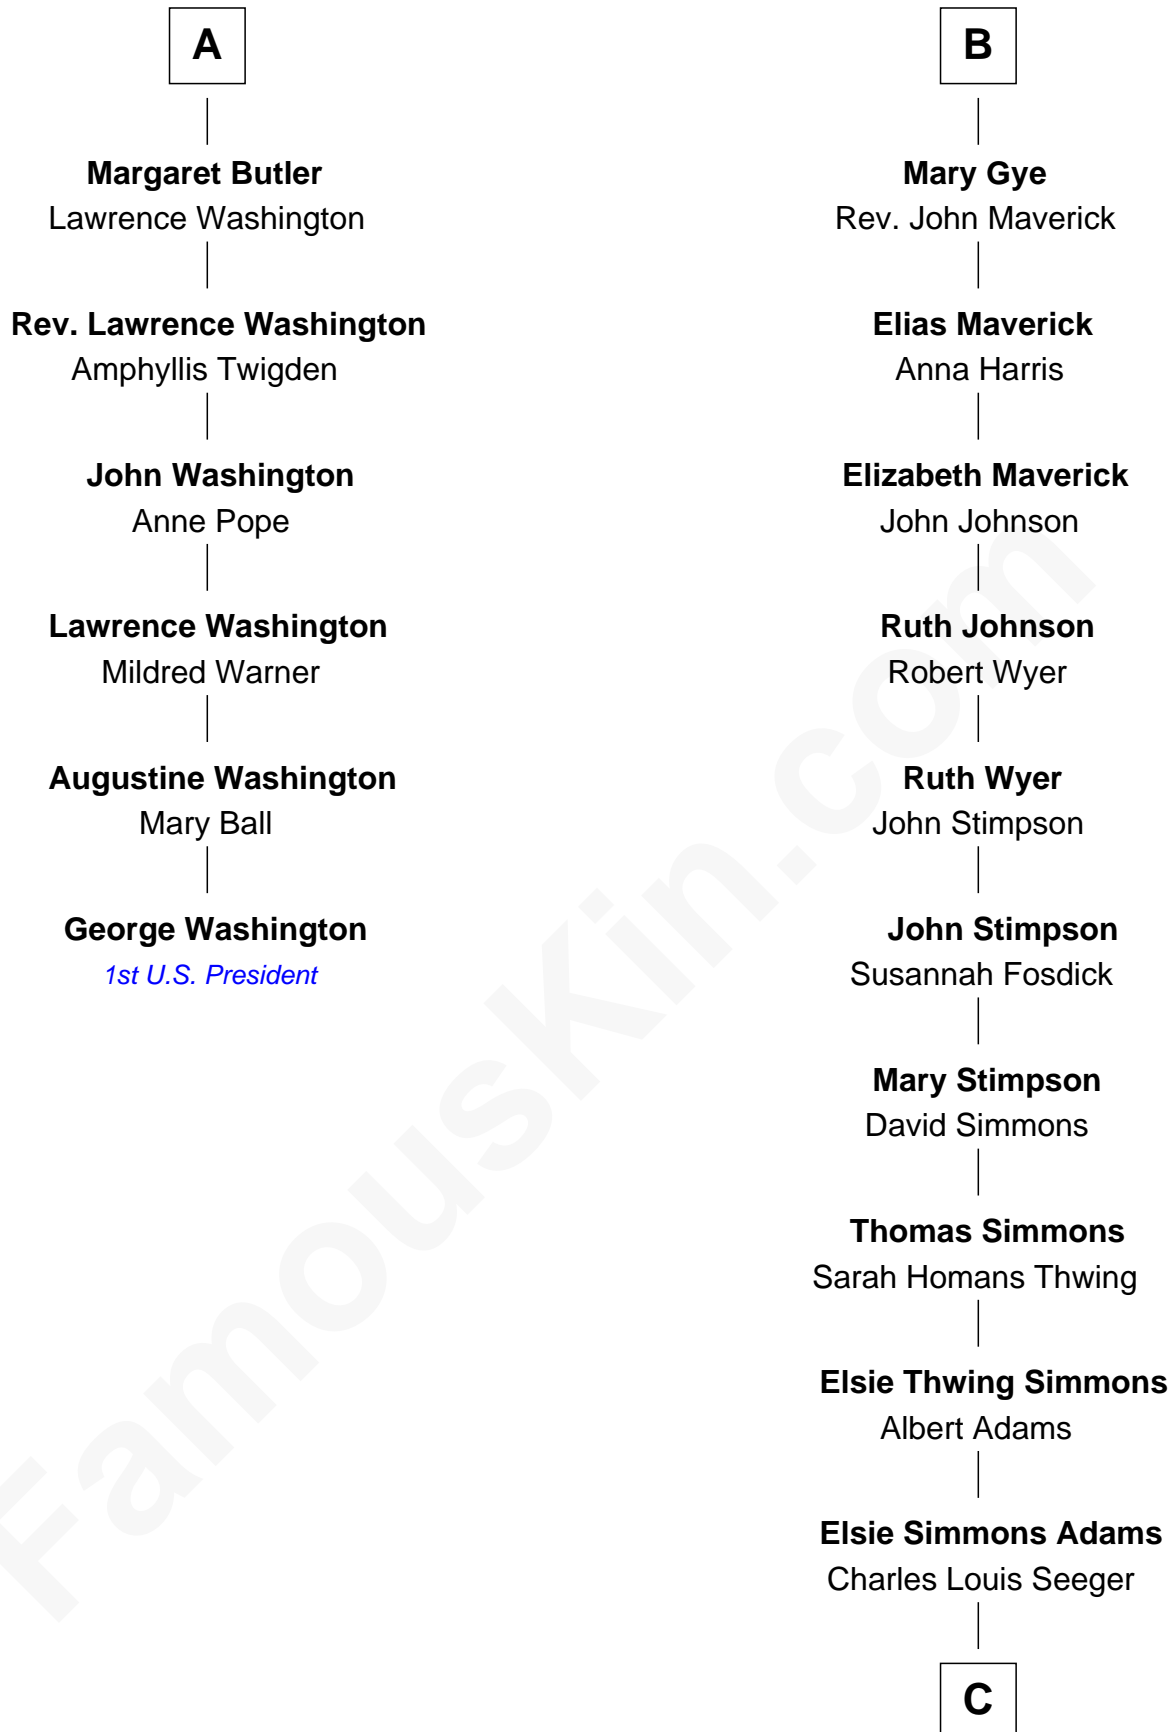 A
Margaret Butler
Lawrence Washington
Rev. Lawrence Washington
Amphyllis Twigden
John Washington
Anne Pope
Lawrence Washington
Mildred Warner
Augustine Washington
Mary Ball
George Washington
1st U.S. President
B
Mary Gye
Rev. John Maverick
Elias Maverick
Anna Harris
Elizabeth Maverick
John Johnson
Ruth Johnson
Robert Wyer
Ruth Wyer
John Stimpson
John Stimpson
Susannah Fosdick
Mary Stimpson
David Simmons
Thomas Simmons
Sarah Homans Thwing
Elsie Thwing Simmons
Albert Adams
Elsie Simmons Adams
Charles Louis Seeger
C
FamousKin.com